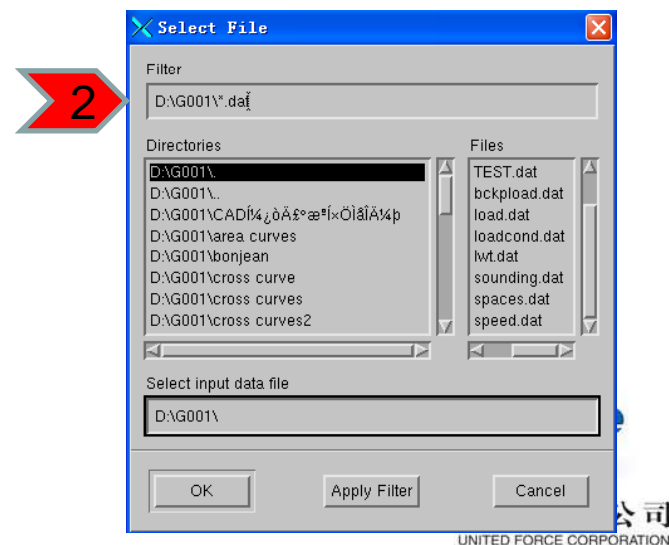 Select File
Filter
2
D:\G001\*.dat
Directories
Files
D:\G001\.
D:\G001\..
D:\G001\CADÍ¼¿òÄ£°æªÍ×ÖÌåÎÄ¼þ
D:\G001\area curves
D:\G001\bonjean
D:\G001\cross curve
D:\G001\cross curves
D:\G001\cross curves2
TEST.dat
bckpload.dat
load.dat
loadcond.dat
lwt.dat
sounding.dat
spaces.dat
speed.dat
Select input data file
D:\G001\
OK
Apply Filter
Cancel
公司
UNITED FORCE CORPORATION